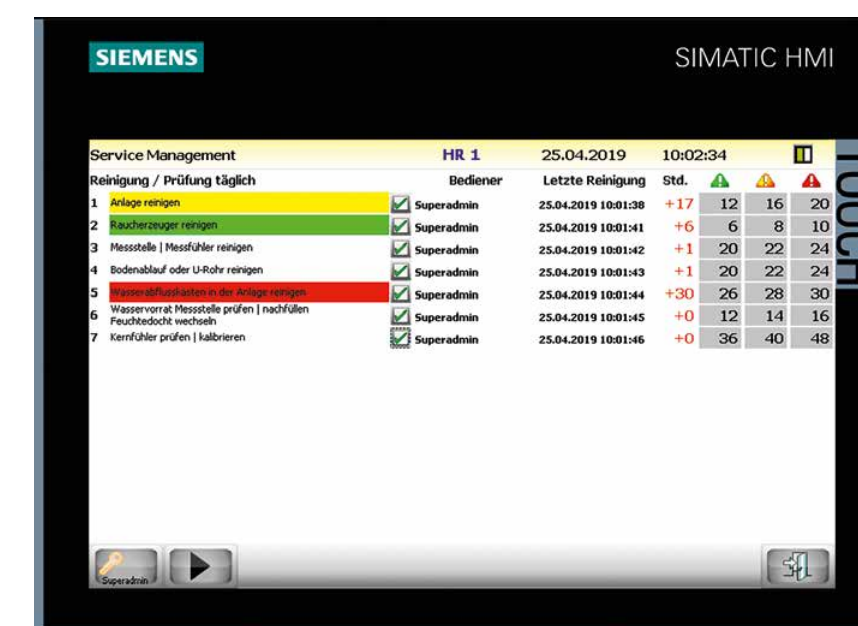 SIEMENS
SIMATIC HMI
TOUCH
Service Management HR 1 25.04.2019 10:02:34
Reinigung / Prüfung täglich Bediener Letzte Reinigung Std.
1 Anlage reinigen Superadmin 25.04.2019 10:01:38 +17 12 16 20
2 Raucherzeuger reinigen Superadmin 25.04.2019 10:01:41 +6 6 8 10
3 Messstelle | Messfühler reinigen Superadmin 25.04.2019 10:01:42 +1 20 22 24
4 Bodenablauf oder U-Rohr reinigen Superadmin 25.04.2019 10:01:43 +1 20 22 24
5 Wasserabflusskasten in der Anlage reinigen Superadmin 25.04.2019 10:01:44 +30 26 28 30
6 Wasservorrat Messstelle prüfen | nachfüllen
Feuchtedocht wechseln Superadmin 25.04.2019 10:01:45 +0 12 14 16
7 Kernfühler prüfen | kalibrieren Superadmin 25.04.2019 10:01:46 +0 36 40 48
Superadmin